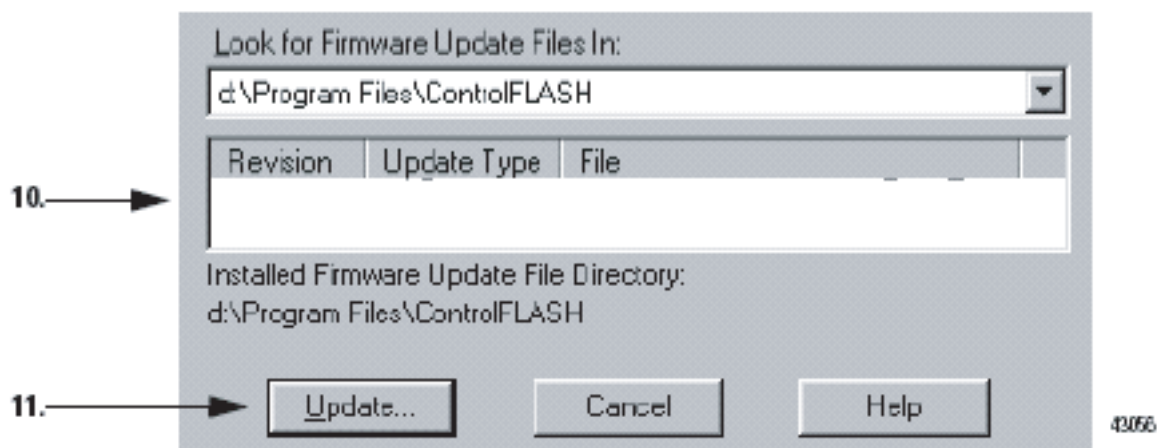 Look for Firmware Update Files In:
d:\Program Files\ControlFLASH
Revision Update Type File
10.
Installed Firmware Update File Directory:
d:\Program Files\ControlFLASH
11.
Update... Cancel Help
43056